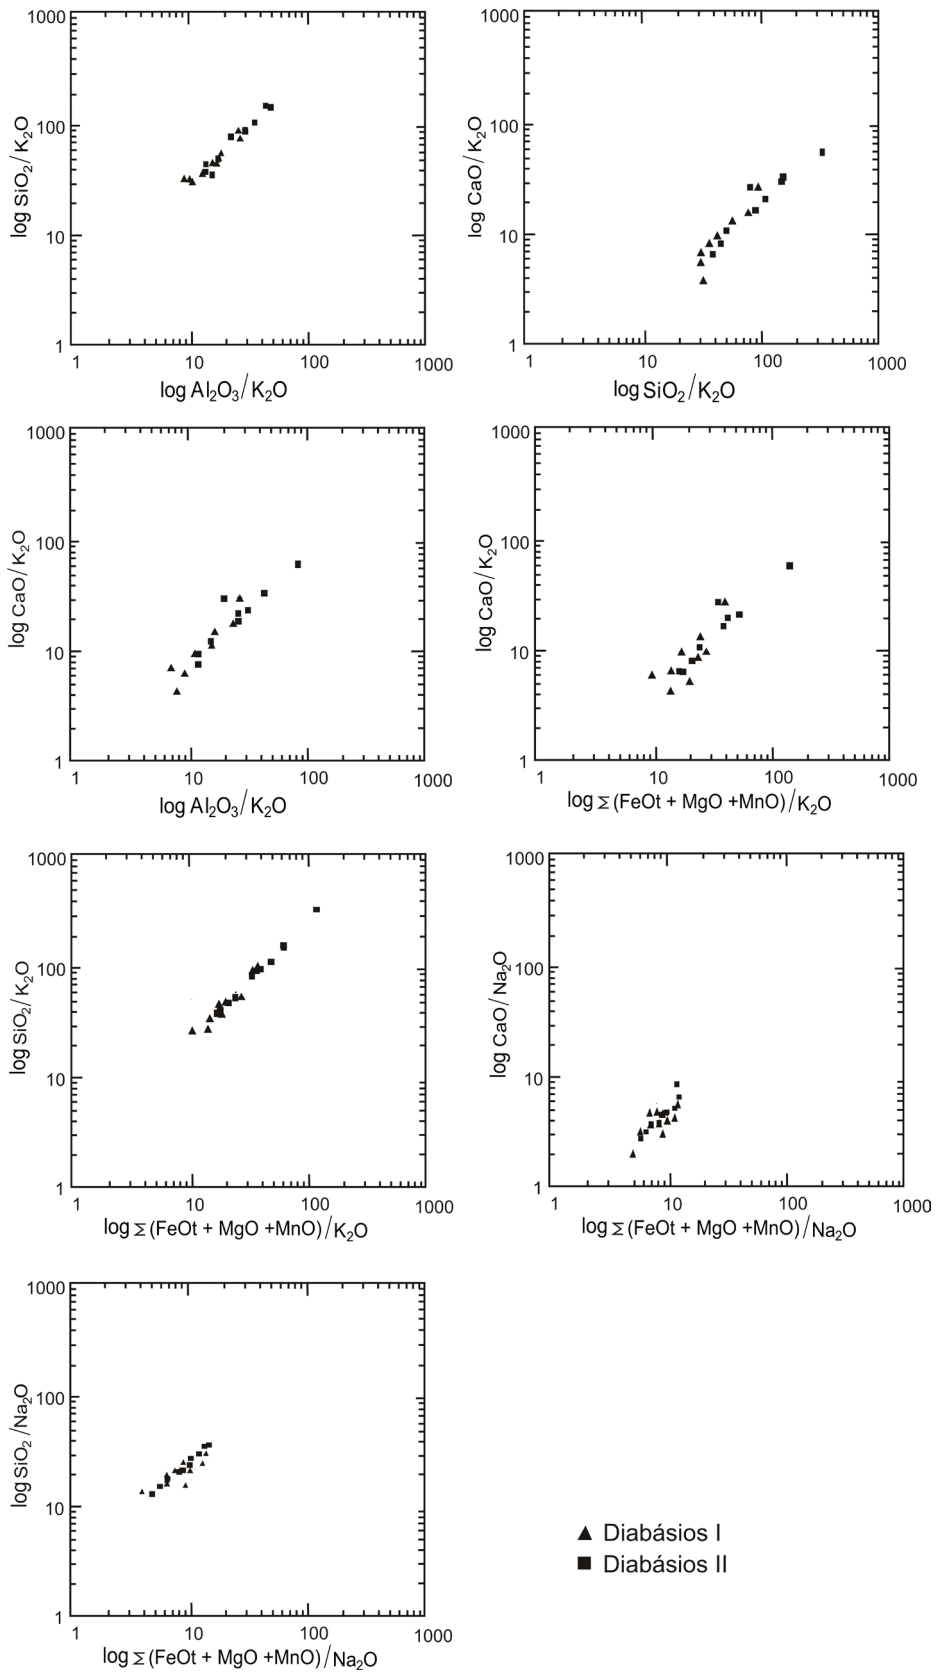 1000
100
10
1
log SiO₂/K₂O
1 10 100 1000
log Al₂O₃/K₂O
1000
100
10
1
log CaO/K₂O
1 10 100 1000
log SiO₂/K₂O
1000
100
10
1
log CaO/K₂O
1 10 100 1000
log Al₂O₃/K₂O
1000
100
10
1
log CaO/K₂O
1 10 100 1000
log Σ(FeOt + MgO +MnO)/K₂O
1000
100
10
1
log SiO₂/K₂O
1 10 100 1000
log Σ(FeOt + MgO +MnO)/K₂O
1000
100
10
1
log CaO/Na₂O
1 10 100 1000
log Σ(FeOt + MgO +MnO)/Na₂O
1000
100
10
1
log SiO₂/Na₂O
1 10 100 1000
log Σ(FeOt + MgO +MnO)/Na₂O
Diabásios I
Diabásios II